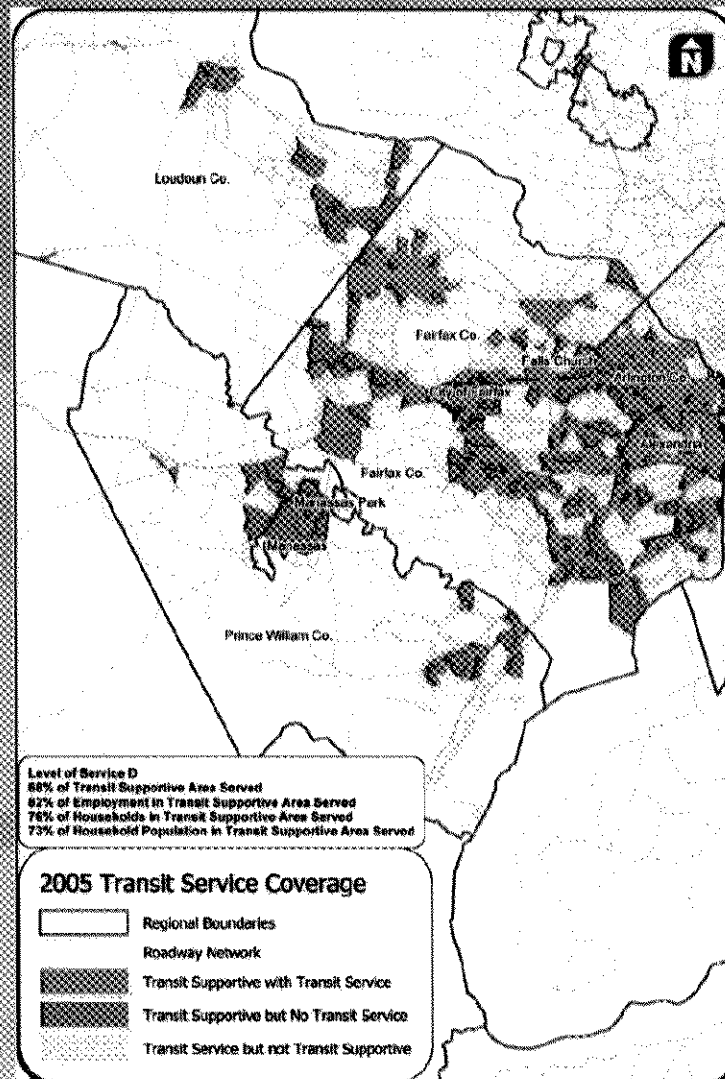 N
Loudoun Co.
Fairfax Co.
Falls Church
Arlington Co.
City of Fairfax
Alexandria
Fairfax Co.
Manassas Park
Manassas
Prince William Co.
Level of Service D
68% of Transit Supportive Area Served
82% of Employment in Transit Supportive Area Served
76% of Households in Transit Supportive Area Served
73% of Household Population in Transit Supportive Area Served
2005 Transit Service Coverage
Regional Boundaries
Roadway Network
Transit Supportive with Transit Service
Transit Supportive but No Transit Service
Transit Service but not Transit Supportive